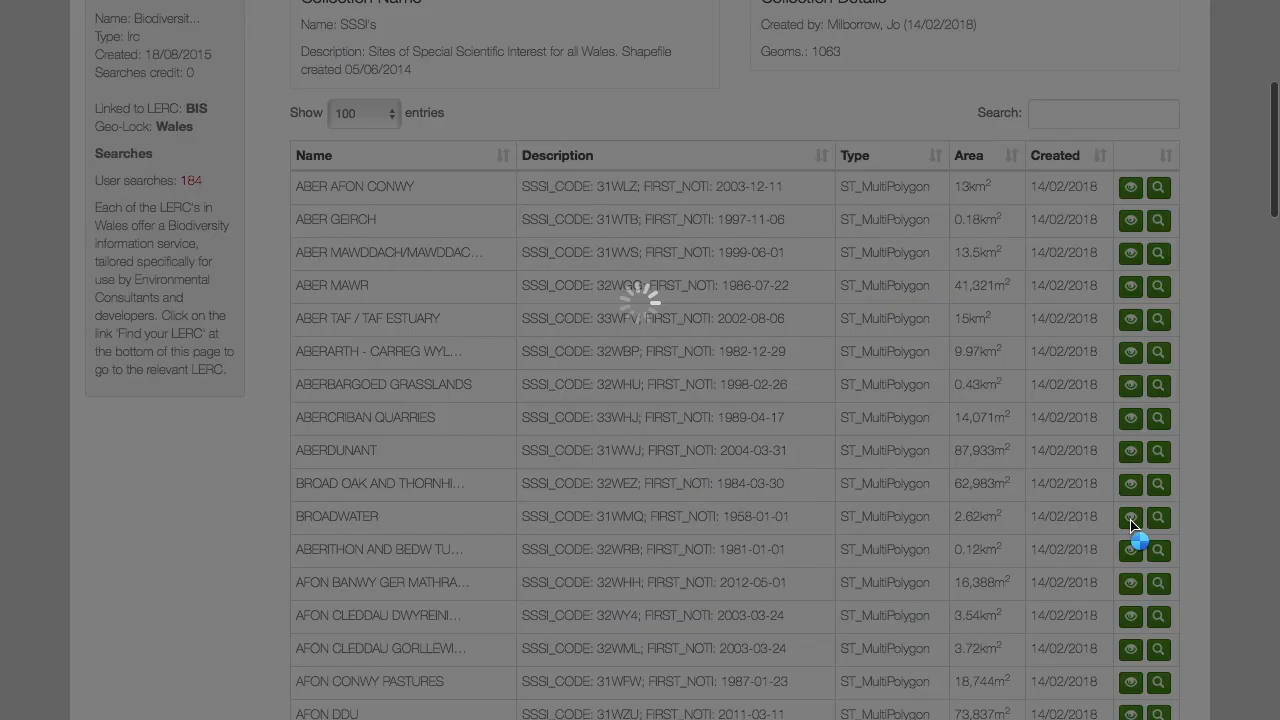 Name: Biodiversit...
Type: lrc
Created: 18/08/2015
Searches credit: 0
Linked to LERC: BIS
Geo-Lock: Wales
Searches
User searches: 184
Each of the LERC's in
Wales offer a Biodiversity
information service,
tailored specifically for
use by Environmental
Consultants and
developers. Click on the
link 'Find your LERC' at
the bottom of this page to
go to the relevant LERC.
Name: SSSI's
Description: Sites of Special Scientific Interest for all Wales. Shapefile
created 05/06/2014
Created by: Milborrow, Jo (14/02/2018)
Geoms.: 1063
Show 100 entries
Search:
Name Description Type Area Created
ABER AFON CONWY SSSI_CODE: 31WLZ; FIRST_NOTI: 2003-12-11 ST_MultiPolygon 13km2 14/02/2018
ABER GEIRCH SSSI_CODE: 31WTB; FIRST_NOTI: 1997-11-06 ST_MultiPolygon 0.18km2 14/02/2018
ABER MAWDDACH/MAWDDAC... SSSI_CODE: 31WVS; FIRST_NOTI: 1999-06-01 ST_MultiPolygon 13.5km2 14/02/2018
ABER MAWR SSSI_CODE: FIRST_NOTI: 1986-07-22 ST_MultiPolygon 41,321m2 14/02/2018
ABER TAF / TAF ESTUARY SSSI_CODE: 33WFV; FIRST_NOTI: 2002-08-06 ST_MultiPolygon 15km2 14/02/2018
ABERARTH - CARREG WYL... SSSI_CODE: 32WBP; FIRST_NOTI: 1982-12-29 ST_MultiPolygon 9.97km2 14/02/2018
ABERBARGOED GRASSLANDS SSSI_CODE: 32WHU; FIRST_NOTI: 1998-02-26 ST_MultiPolygon 0.43km2 14/02/2018
ABERCRIBAN QUARRIES SSSI_CODE: 33WHJ; FIRST_NOTI: 1989-04-17 ST_MultiPolygon 14,071m2 14/02/2018
ABERDUNANT SSSI_CODE: 31WWJ; FIRST_NOTI: 2004-03-31 ST_MultiPolygon 87,933m2 14/02/2018
BROAD OAK AND THORNHI... SSSI_CODE: 32WEZ; FIRST_NOTI: 1984-03-30 ST_MultiPolygon 62,983m2 14/02/2018
BROADWATER SSSI_CODE: 31WMQ; FIRST_NOTI: 1958-01-01 ST_MultiPolygon 2.62km2 14/02/2018
ABERITHON AND BEDW TU... SSSI_CODE: 32WRB; FIRST_NOTI: 1981-01-01 ST_MultiPolygon 0.12km2 14/02/2018
AFON BANWY GER MATHRA... SSSI_CODE: 32WHH; FIRST_NOTI: 2012-05-01 ST_MultiPolygon 16,388m2 14/02/2018
AFON CLEDDAU DWYREINI... SSSI_CODE: 32WY4; FIRST_NOTI: 2003-03-24 ST_MultiPolygon 3.54km2 14/02/2018
AFON CLEDDAU GORLLEWI... SSSI_CODE: 32WML; FIRST_NOTI: 2003-03-24 ST_MultiPolygon 3.72km2 14/02/2018
AFON CONWY PASTURES SSSI_CODE: 31WFW; FIRST_NOTI: 1987-01-23 ST_MultiPolygon 18,744m2 14/02/2018
AFON DDU SSSI_CODE: 31WZU; FIRST_NOTI: 2011-03-11 ST_MultiPolygon 73,837m2 14/02/2018